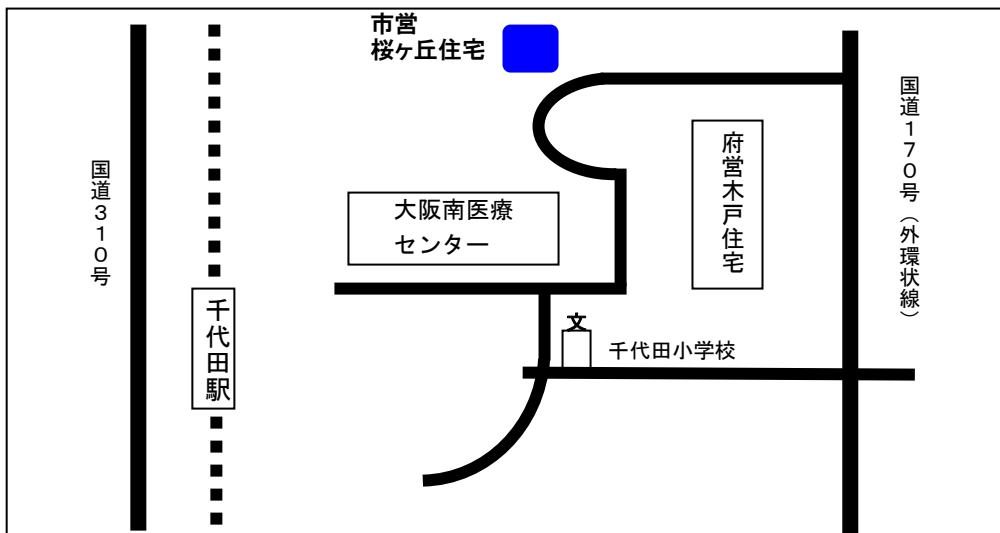 市営
桜ヶ丘住宅
国道310号
千代田駅
大阪南医療
センター
府営木戸住宅
国道170号(外環状線)
文
千代田小学校